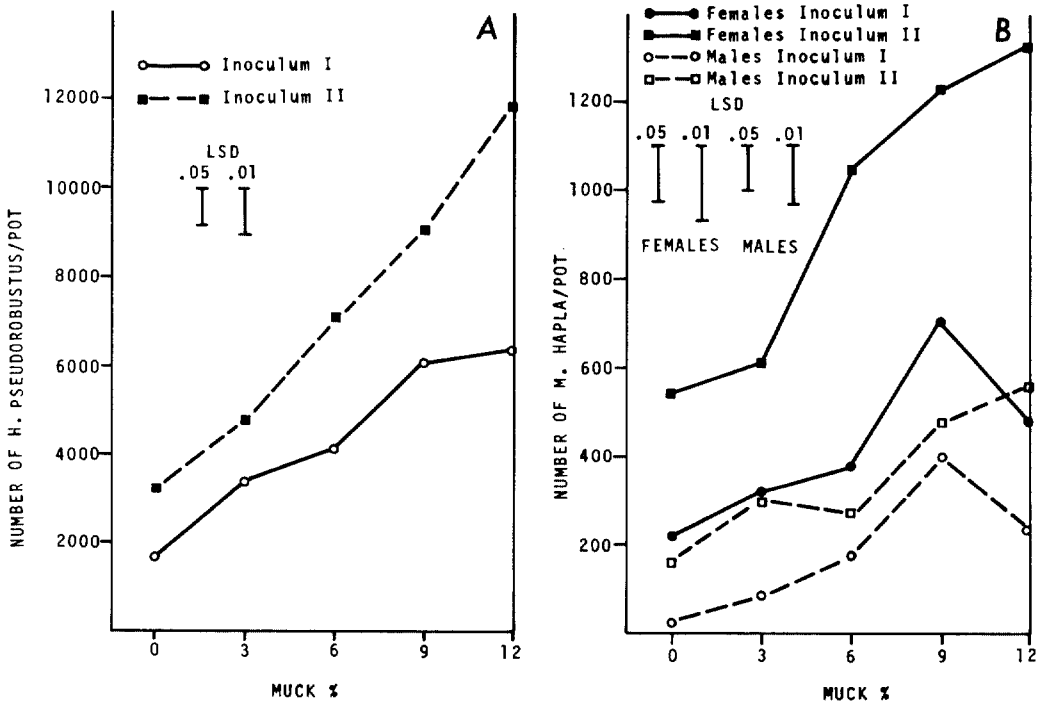 A
Inoculum I
Inoculum II
LSD
.05 .01
12000
10000
8000
6000
4000
2000
NUMBER OF H. PSEUDOROBUSTUS/POT
0 3 6 9 12
MUCK %
B
Females Inoculum I
Females Inoculum II
Males Inoculum I
Males Inoculum II
LSD
.05 .01 .05 .01
FEMALES MALES
1200
1000
800
600
400
200
NUMBER OF M. HAPLA/POT
0 3 6 9 12
MUCK %